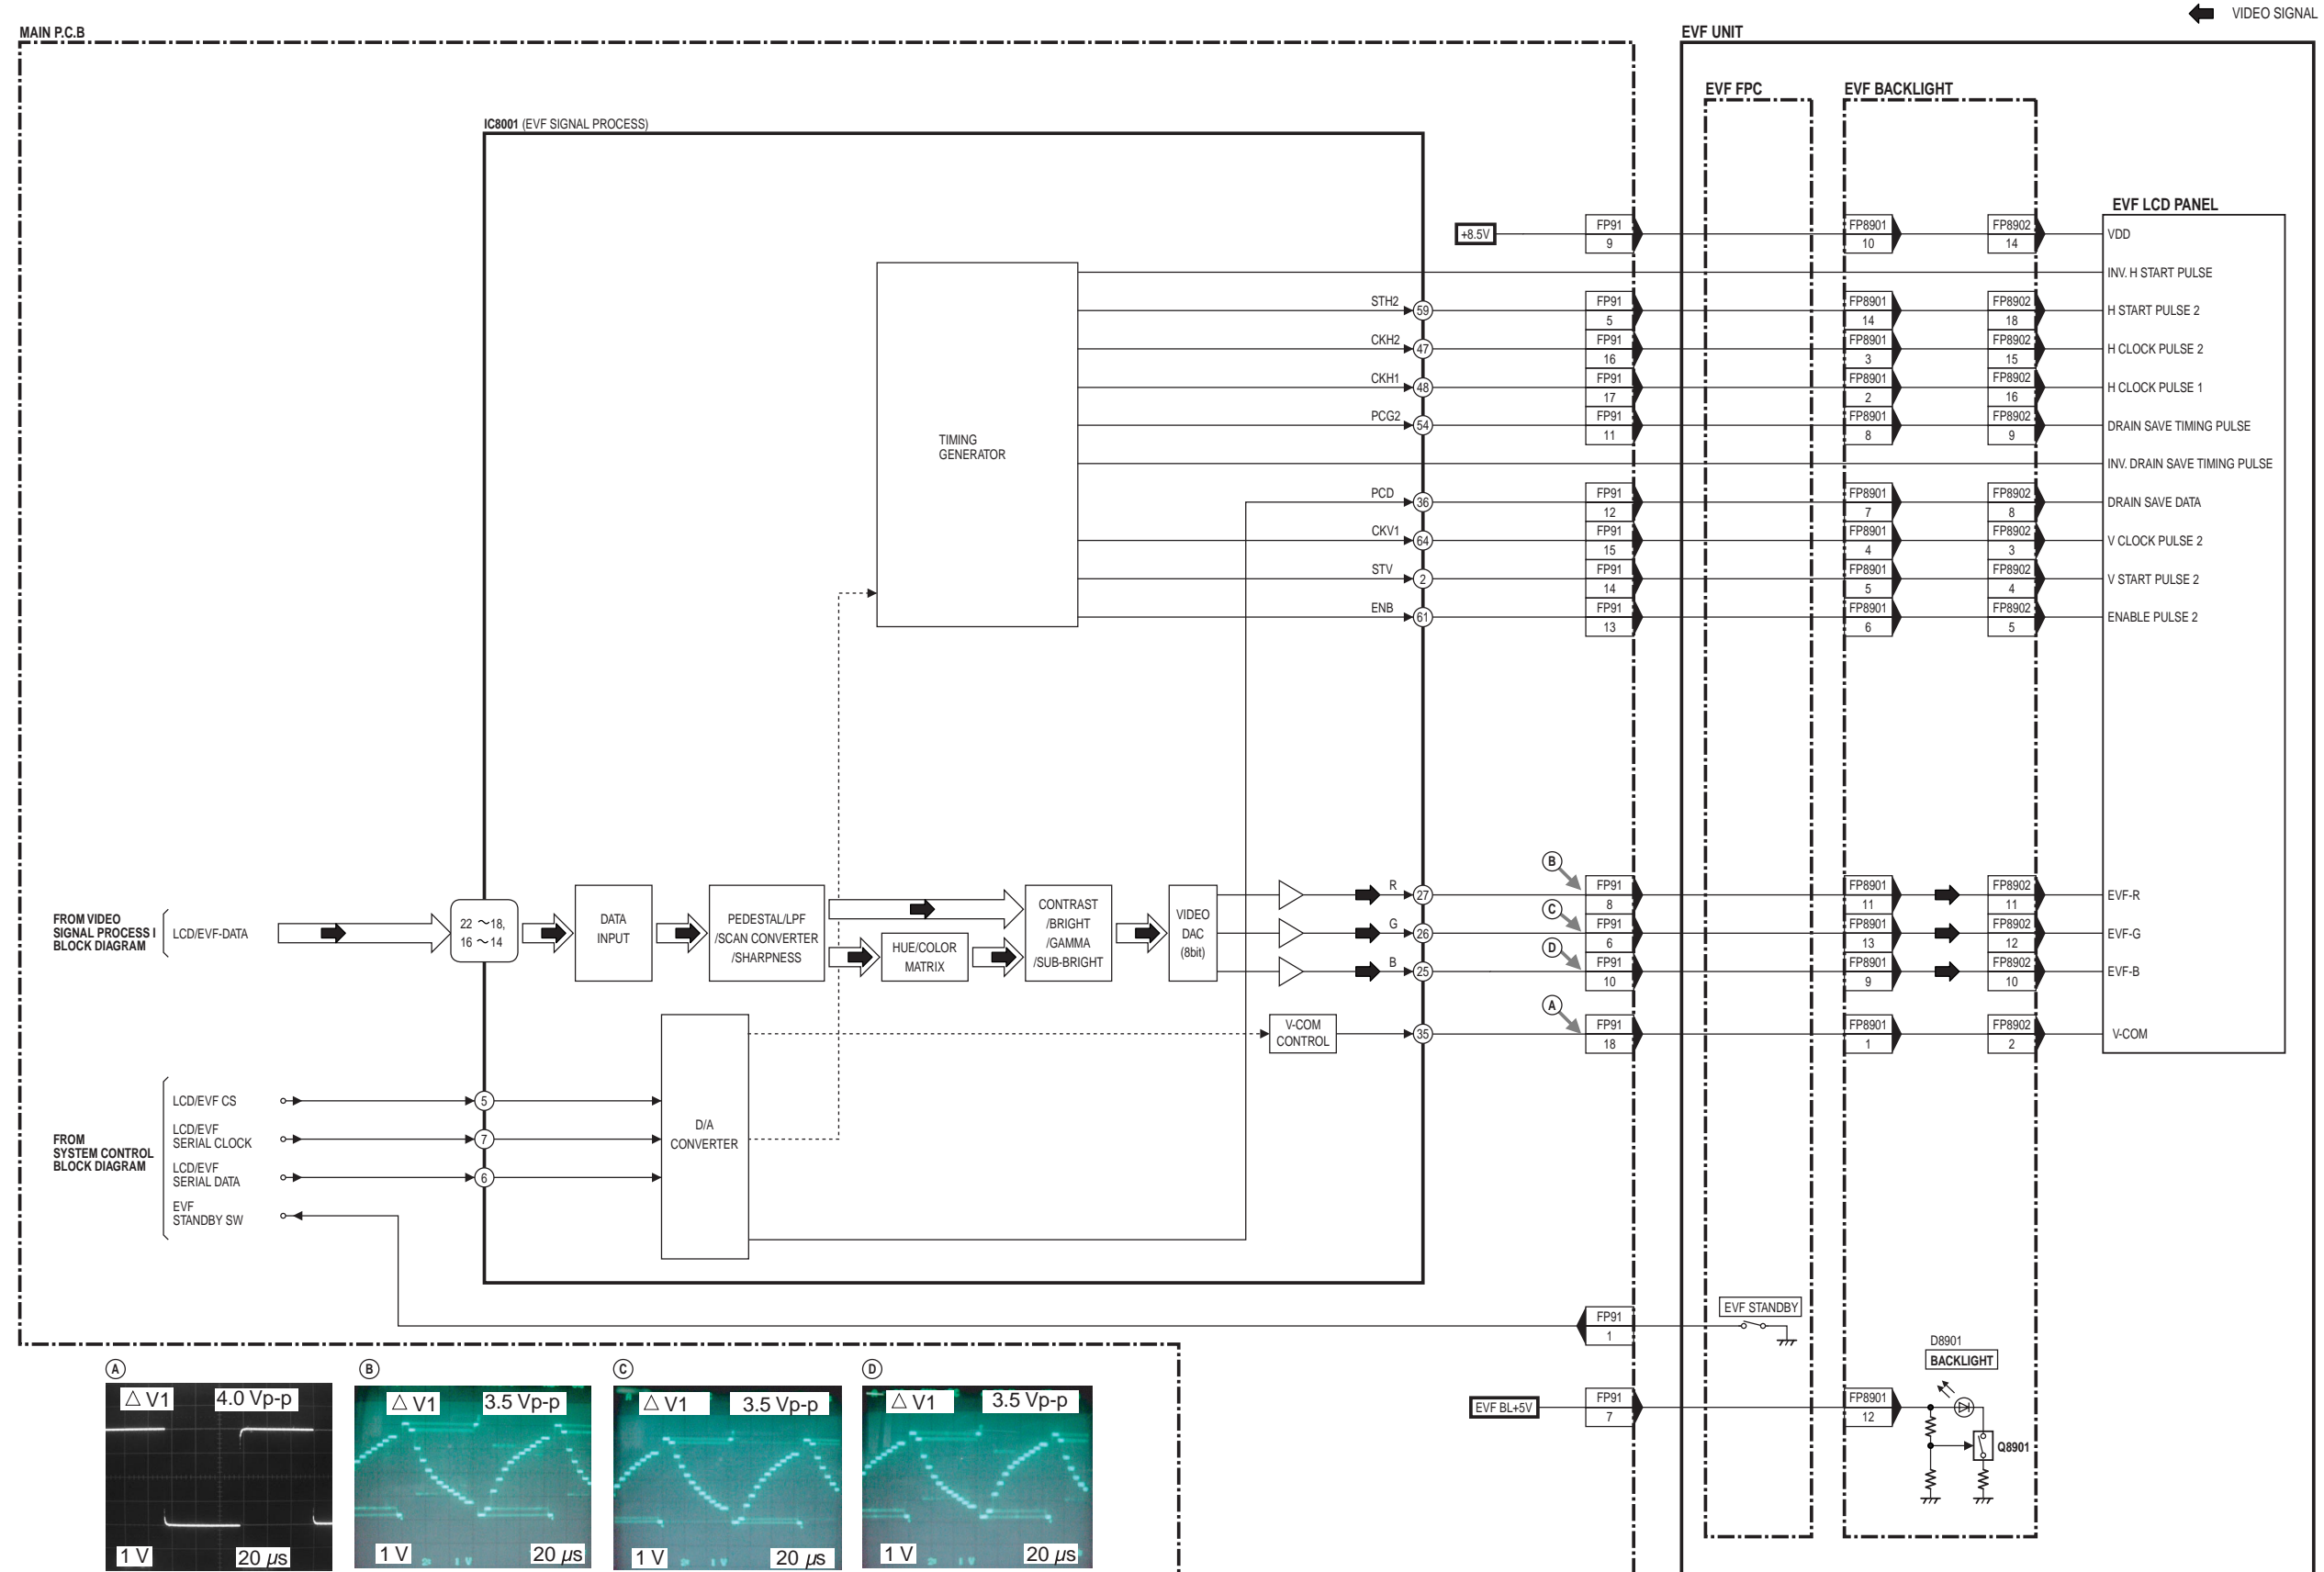 VIDEO SIGNAL
MAIN P.C.B
EVF UNIT
EVF FPC
EVF BACKLIGHT
IC8001 (EVF SIGNAL PROCESS)
EVF LCD PANEL
+8.5V
FP91
9
FP8901
10
FP8902
14
VDD
INV. H START PULSE
STH2
59
FP91
5
FP8901
14
FP8902
18
H START PULSE 2
CKH2
47
FP91
16
FP8901
3
FP8902
15
H CLOCK PULSE 2
CKH1
48
FP91
17
FP8901
2
FP8902
16
H CLOCK PULSE 1
PCG2
54
FP91
11
FP8901
8
FP8902
9
DRAIN SAVE TIMING PULSE
TIMING
GENERATOR
INV. DRAIN SAVE TIMING PULSE
PCD
36
FP91
12
FP8901
7
FP8902
8
DRAIN SAVE DATA
CKV1
64
FP91
15
FP8901
4
FP8902
3
V CLOCK PULSE 2
STV
2
FP91
14
FP8901
5
FP8902
4
V START PULSE 2
ENB
61
FP91
13
FP8901
6
FP8902
5
ENABLE PULSE 2
FROM VIDEO
SIGNAL PROCESS I
BLOCK DIAGRAM
LCD/EVF-DATA
22 ～18,
16 ～14
DATA
INPUT
PEDESTAL/LPF
/SCAN CONVERTER
/SHARPNESS
HUE/COLOR
MATRIX
CONTRAST
/BRIGHT
/GAMMA
/SUB-BRIGHT
VIDEO
DAC
(8bit)
R
27
B
FP91
8
FP8901
11
FP8902
11
EVF-R
G
26
C
FP91
6
FP8901
13
FP8902
12
EVF-G
B
25
D
FP91
10
FP8901
9
FP8902
10
EVF-B
V-COM
CONTROL
35
A
FP91
18
FP8901
1
FP8902
2
V-COM
FROM
SYSTEM CONTROL
BLOCK DIAGRAM
LCD/EVF CS
5
LCD/EVF
SERIAL CLOCK
7
LCD/EVF
SERIAL DATA
6
EVF
STANDBY SW
D/A
CONVERTER
FP91
1
EVF STANDBY
D8901
BACKLIGHT
EVF BL+5V
FP91
7
FP8901
12
Q8901
A
△ V1
4.0 Vp-p
1 V
20 µs
B
△ V1
3.5 Vp-p
1 V
20 µs
C
△ V1
3.5 Vp-p
1 V
20 µs
D
△ V1
3.5 Vp-p
1 V
20 µs